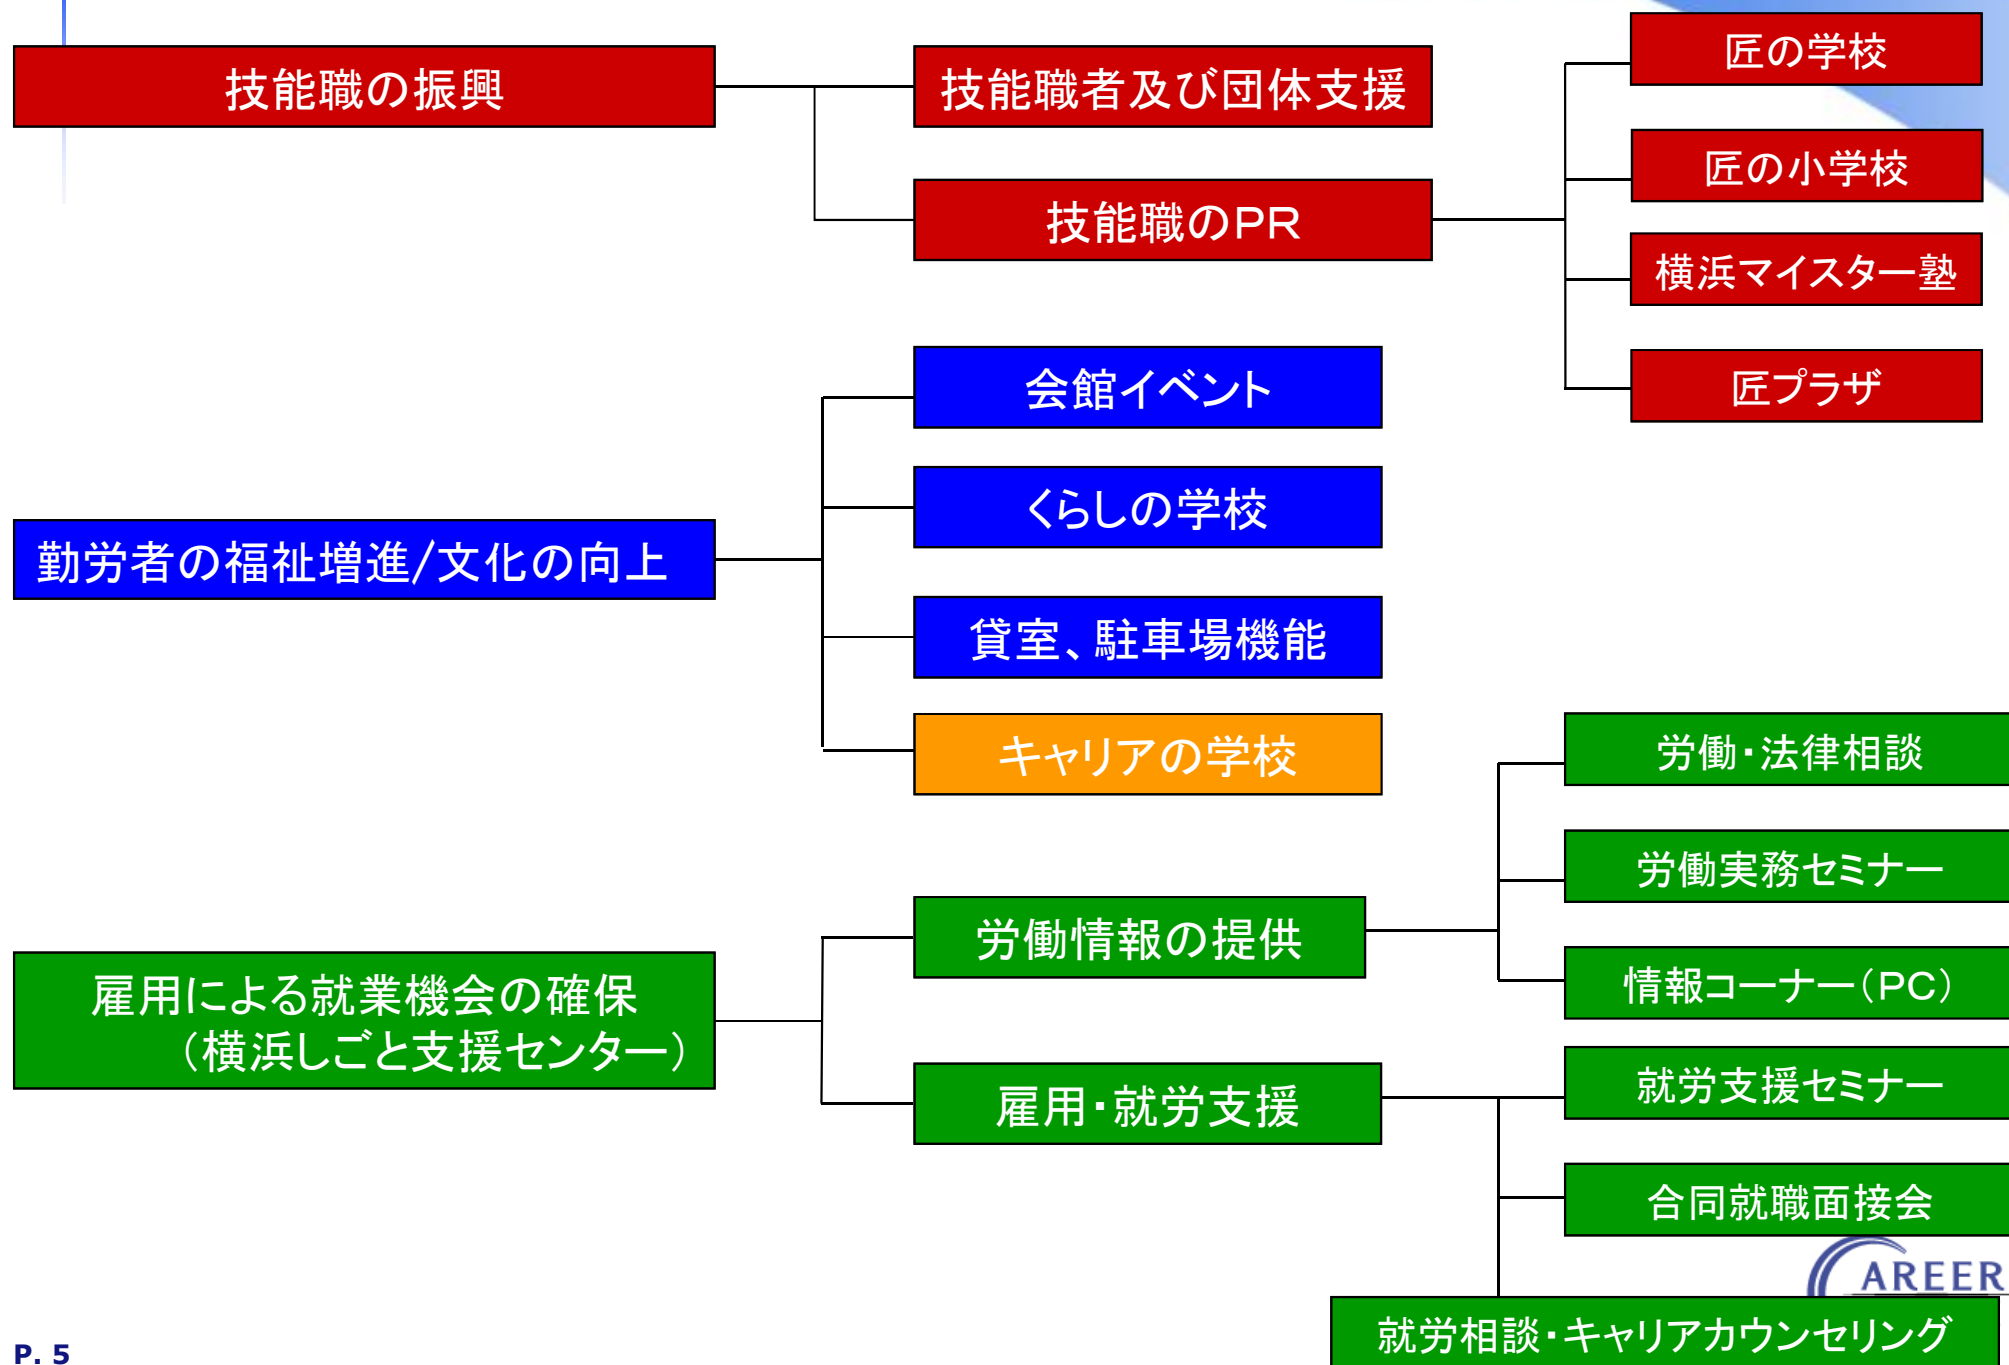 技能職の振興
技能職者及び団体支援
技能職のPR
匠の学校
匠の小学校
横浜マイスター塾
匠プラザ
勤労者の福祉増進/文化の向上
会館イベント
くらしの学校
貸室、駐車場機能
キャリアの学校
雇用による就業機会の確保
（横浜しごと支援センター）
労働情報の提供
労働・法律相談
労働実務セミナー
情報コーナー（PC）
雇用・就労支援
就労支援セミナー
合同就職面接会
就労相談・キャリアカウンセリング
AREER
P. 5